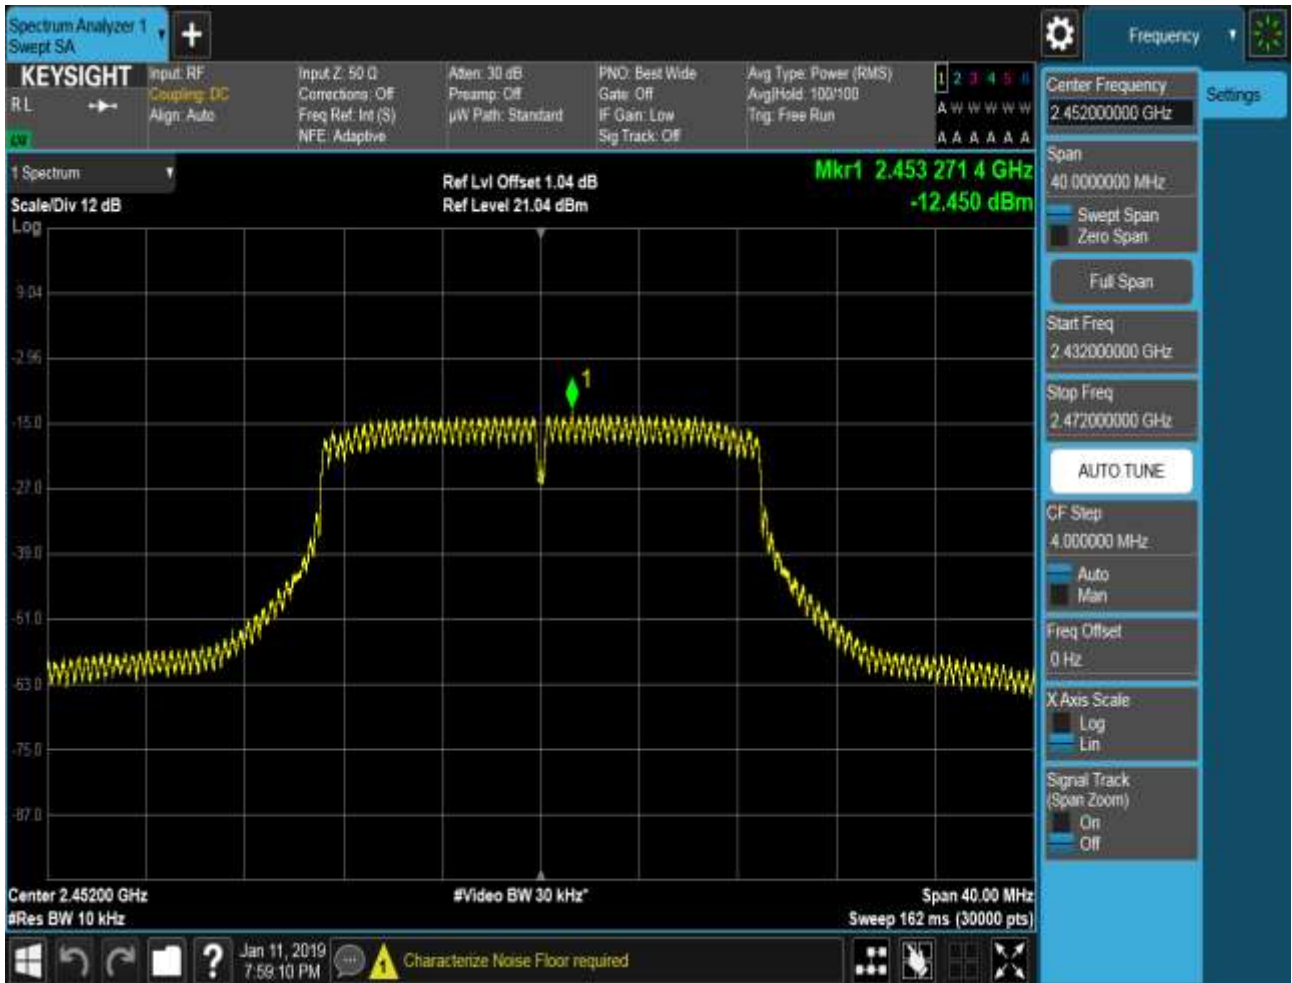 Spectrum Analyzer 1
Swept SA
+
Frequency
KEYSIGHT
R L
Input: RF
Coupling: DC
Align: Auto
Input Z: 50 Ω
Corrections: Off
Freq Ref: Int (S)
NFE: Adaptive
Atten: 30 dB
Preamp: Off
µW Path: Standard
PNO: Best Wide
Gate: Off
IF Gain: Low
Sig Track: Off
Avg Type: Power (RMS)
Avg|Hold: 100/100
Trig: Free Run
1 2 3 4 5 6
A W W W W W
A A A A A A
1 Spectrum
Scale/Div 12 dB
Log
Ref Lvl Offset 1.04 dB
Ref Level 21.04 dBm
Mkr1 2.453 271 4 GHz
-12.450 dBm
9.04
-2.96
-15.0
-27.0
-39.0
-51.0
-63.0
-75.0
-87.0
1
Center 2.45200 GHz
#Res BW 10 kHz
#Video BW 30 kHz*
Span 40.00 MHz
Sweep 162 ms (30000 pts)
Center Frequency
2.452000000 GHz
Settings
Span
40.0000000 MHz
Swept Span
Zero Span
Full Span
Start Freq
2.432000000 GHz
Stop Freq
2.472000000 GHz
AUTO TUNE
CF Step
4.000000 MHz
Auto
Man
Freq Offset
0 Hz
X Axis Scale
Log
Lin
Signal Track
(Span Zoom)
On
Off
?
Jan 11, 2019
7:59:10 PM
1
Characterize Noise Floor required